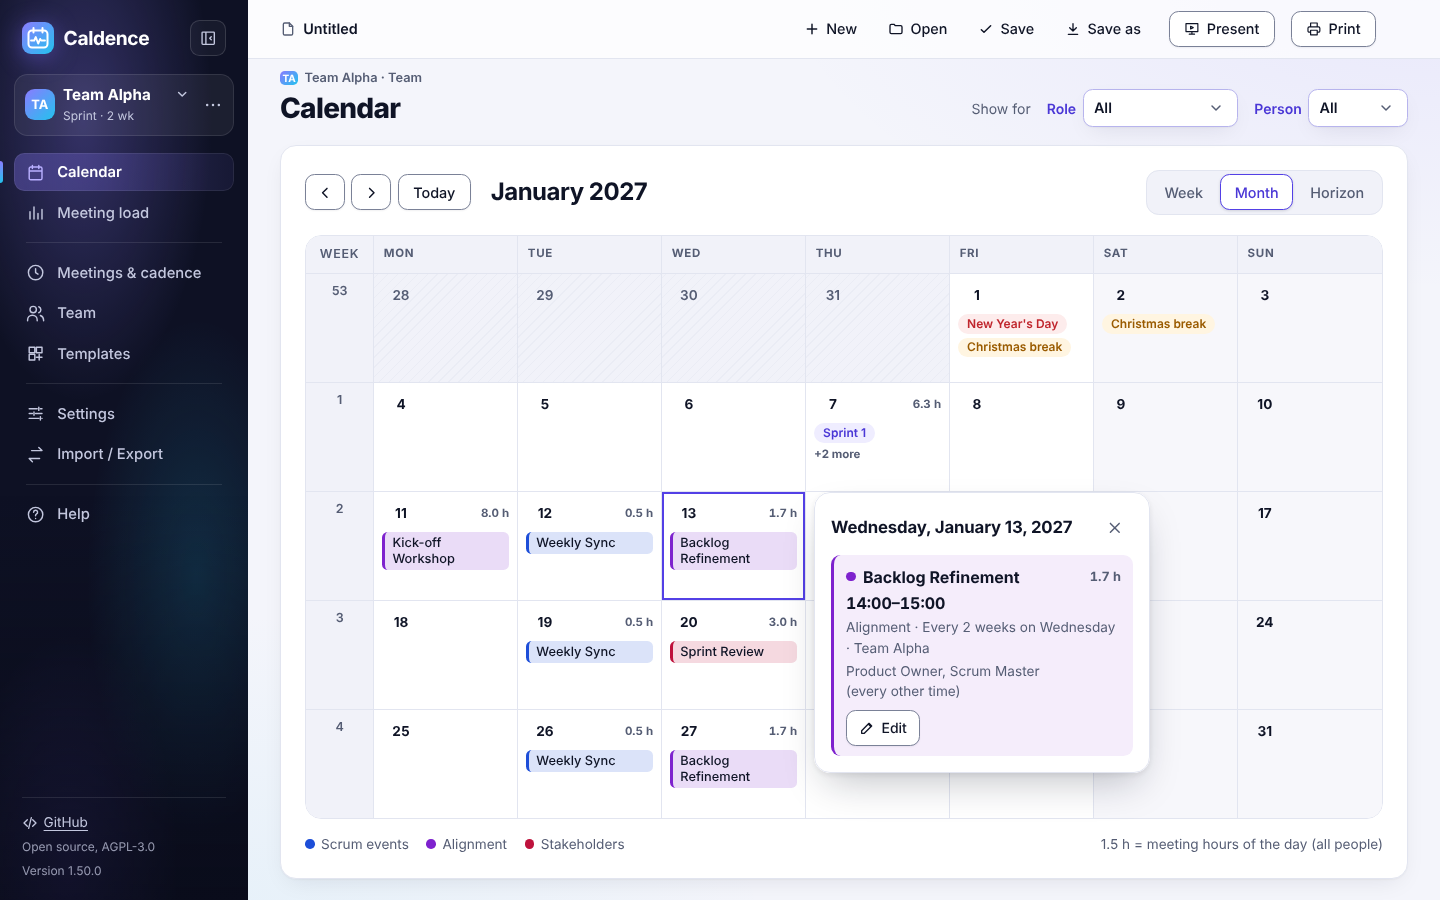 Caldence
TA
Team Alpha
Sprint · 2 wk
Calendar
Meeting load
Meetings & cadence
Team
Templates
Settings
Import / Export
Help
GitHub
Open source, AGPL-3.0
Version 1.50.0
Untitled
New
Open
Save
Save as
Present
Print
TA Team Alpha · Team
Calendar
Show for
Role
All
Person
All
Today
January 2027
Week
Month
Horizon
WEEK MON TUE WED THU FRI SAT SUN
53 28 29 30 31 1 2 3
New Year's Day
Christmas break
Christmas break
1 4 5 6 7 6.3 h 8 9 10
Sprint 1
+2 more
2 11 8.0 h 12 0.5 h 13 1.7 h 17
Kick-off
Workshop
Weekly Sync
Backlog
Refinement
3 18 19 0.5 h 20 3.0 h 24
Weekly Sync
Sprint Review
4 25 26 0.5 h 27 1.7 h 31
Weekly Sync
Backlog
Refinement
Wednesday, January 13, 2027
Backlog Refinement 1.7 h
14:00–15:00
Alignment · Every 2 weeks on Wednesday
· Team Alpha
Product Owner, Scrum Master
(every other time)
Edit
Scrum events
Alignment
Stakeholders
1.5 h = meeting hours of the day (all people)